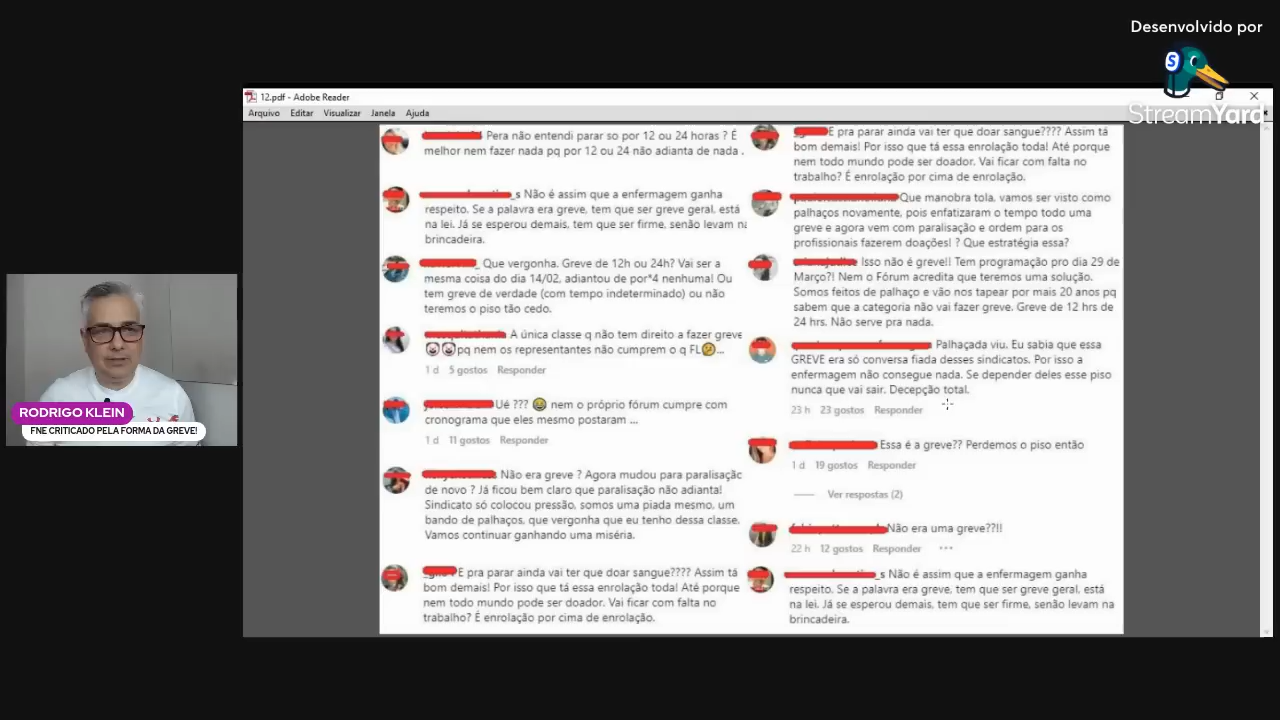 Desenvolvido por
StreamYard
12.pdf - Adobe Reader
Arquivo Editar Visualizar Janela Ajuda
Pera não entendi parar so por 12 ou 24 horas ? É
melhor nem fazer nada pq por 12 ou 24 não adianta de nada .
_s Não é assim que a enfermagem ganha
respeito. Se a palavra era greve, tem que ser greve geral, está
na lei. Já se esperou demais, tem que ser firme, senão levam na
brincadeira.
Que vergonha. Greve de 12h ou 24h? Vai ser a
mesma coisa do dia 14/02, adiantou de por*4 nenhuma! Ou
tem greve de verdade (com tempo indeterminado) ou não
teremos o piso tão cedo.
A única classe q não tem direito a fazer greve
🤡🤡pq nem os representantes não cumprem o q FL🤔...
1 d 5 gostos Responder
Ué ??? 😂 nem o próprio fórum cumpre com
cronograma que eles mesmo postaram ...
1 d 11 gostos Responder
Não era greve ? Agora mudou para paralisação
de novo ? Já ficou bem claro que paralisação não adianta!
Sindicato só colocou pressão, somos uma piada mesmo, um
bando de palhaços, que vergonha que eu tenho dessa classe.
Vamos continuar ganhando uma miséria.
E pra parar ainda vai ter que doar sangue???? Assim tá
bom demais! Por isso que tá essa enrolação toda! Até porque
nem todo mundo pode ser doador. Vai ficar com falta no
trabalho? É enrolação por cima de enrolação.
E pra parar ainda vai ter que doar sangue???? Assim tá
bom demais! Por isso que tá essa enrolação toda! Até porque
nem todo mundo pode ser doador. Vai ficar com falta no
trabalho? É enrolação por cima de enrolação.
Que manobra tola, vamos ser visto como
palhaços novamente, pois enfatizaram o tempo todo uma
greve e agora vem com paralisação e ordem para os
profissionais fazerem doações! ? Que estratégia essa?
Isso não é greve!! Tem programação pro dia 29 de
Março?! Nem o Fórum acredita que teremos uma solução.
Somos feitos de palhaço e vão nos tapear por mais 20 anos pq
sabem que a categoria não vai fazer greve. Greve de 12 hrs de
24 hrs. Não serve pra nada.
Palhaçada viu. Eu sabia que essa
GREVE era só conversa fiada desses sindicatos. Por isso a
enfermagem não consegue nada. Se depender deles esse piso
nunca que vai sair. Decepção total.
23 h 23 gostos Responder
Essa é a greve?? Perdemos o piso então
1 d 19 gostos Responder
Ver respostas (2)
Não era uma greve??!!
22 h 12 gostos Responder ...
_s Não é assim que a enfermagem ganha
respeito. Se a palavra era greve, tem que ser greve geral, está
na lei. Já se esperou demais, tem que ser firme, senão levam na
brincadeira.
RODRIGO KLEIN
FNE CRITICADO PELA FORMA DA GREVE!